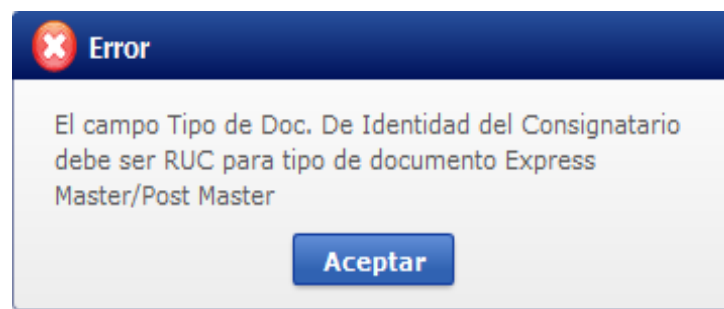 Error
El campo Tipo de Doc. De Identidad del Consignatario
debe ser RUC para tipo de documento Express
Master/Post Master
Aceptar